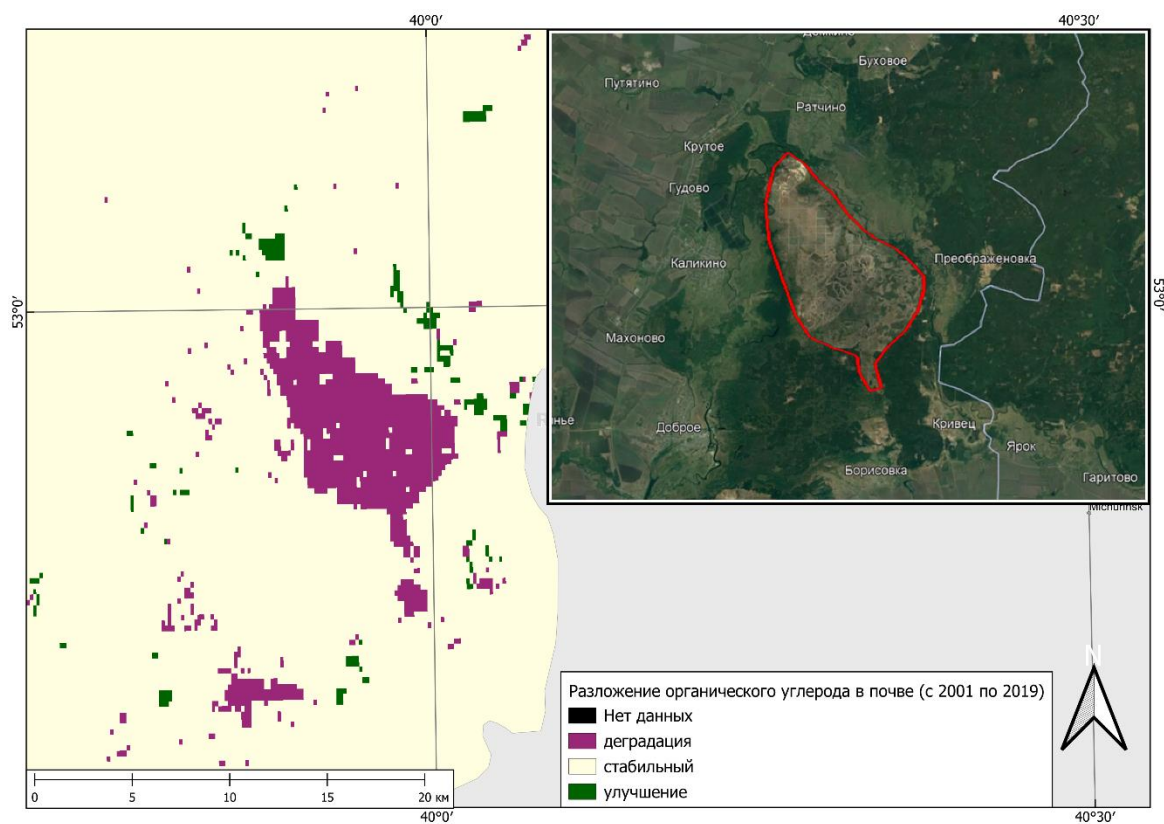 40°0'
40°30'
Буховое
Путятино
Ратчино
Крутое
Гудово
Преображеновка
Каликино
53°0'
53°0'
Махоново
Доброе
Кривец
Ярок
Борисовка
Гаритово
Michurinsk
N
Разложение органического углерода в почве (с 2001 по 2019)
Нет данных
деградация
стабильный
улучшение
0 5 10 15 20 км
40°0'
40°30'